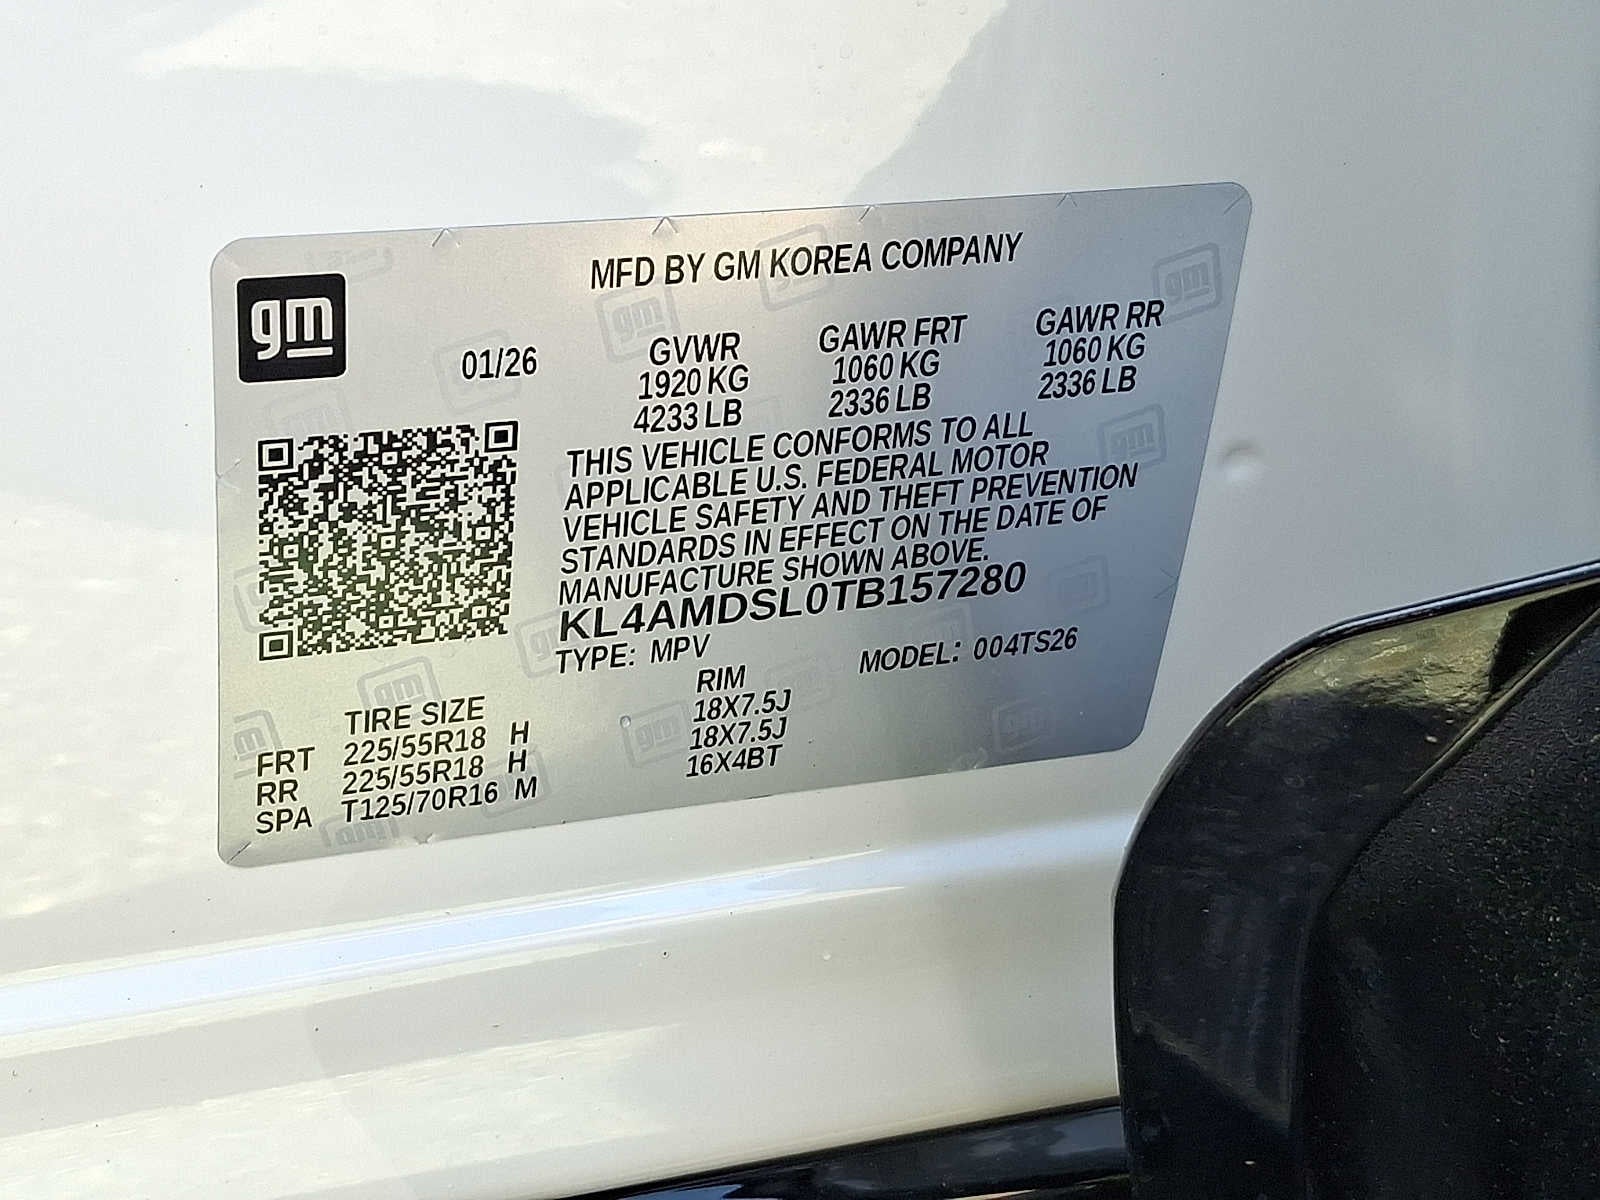 gm
MFD BY GM KOREA COMPANY
01/26
GVWR GAWR FRT GAWR RR
1920 KG 1060 KG 1060 KG
4233 LB 2336 LB 2336 LB
THIS VEHICLE CONFORMS TO ALL
APPLICABLE U.S. FEDERAL MOTOR
VEHICLE SAFETY AND THEFT PREVENTION
STANDARDS IN EFFECT ON THE DATE OF
MANUFACTURE SHOWN ABOVE.
KL4AMDSL0TB157280
TYPE: MPV MODEL: 004TS26
TIRE SIZE RIM
FRT 225/55R18 H 18X7.5J
RR 225/55R18 H 18X7.5J
SPA T125/70R16 M 16X4BT